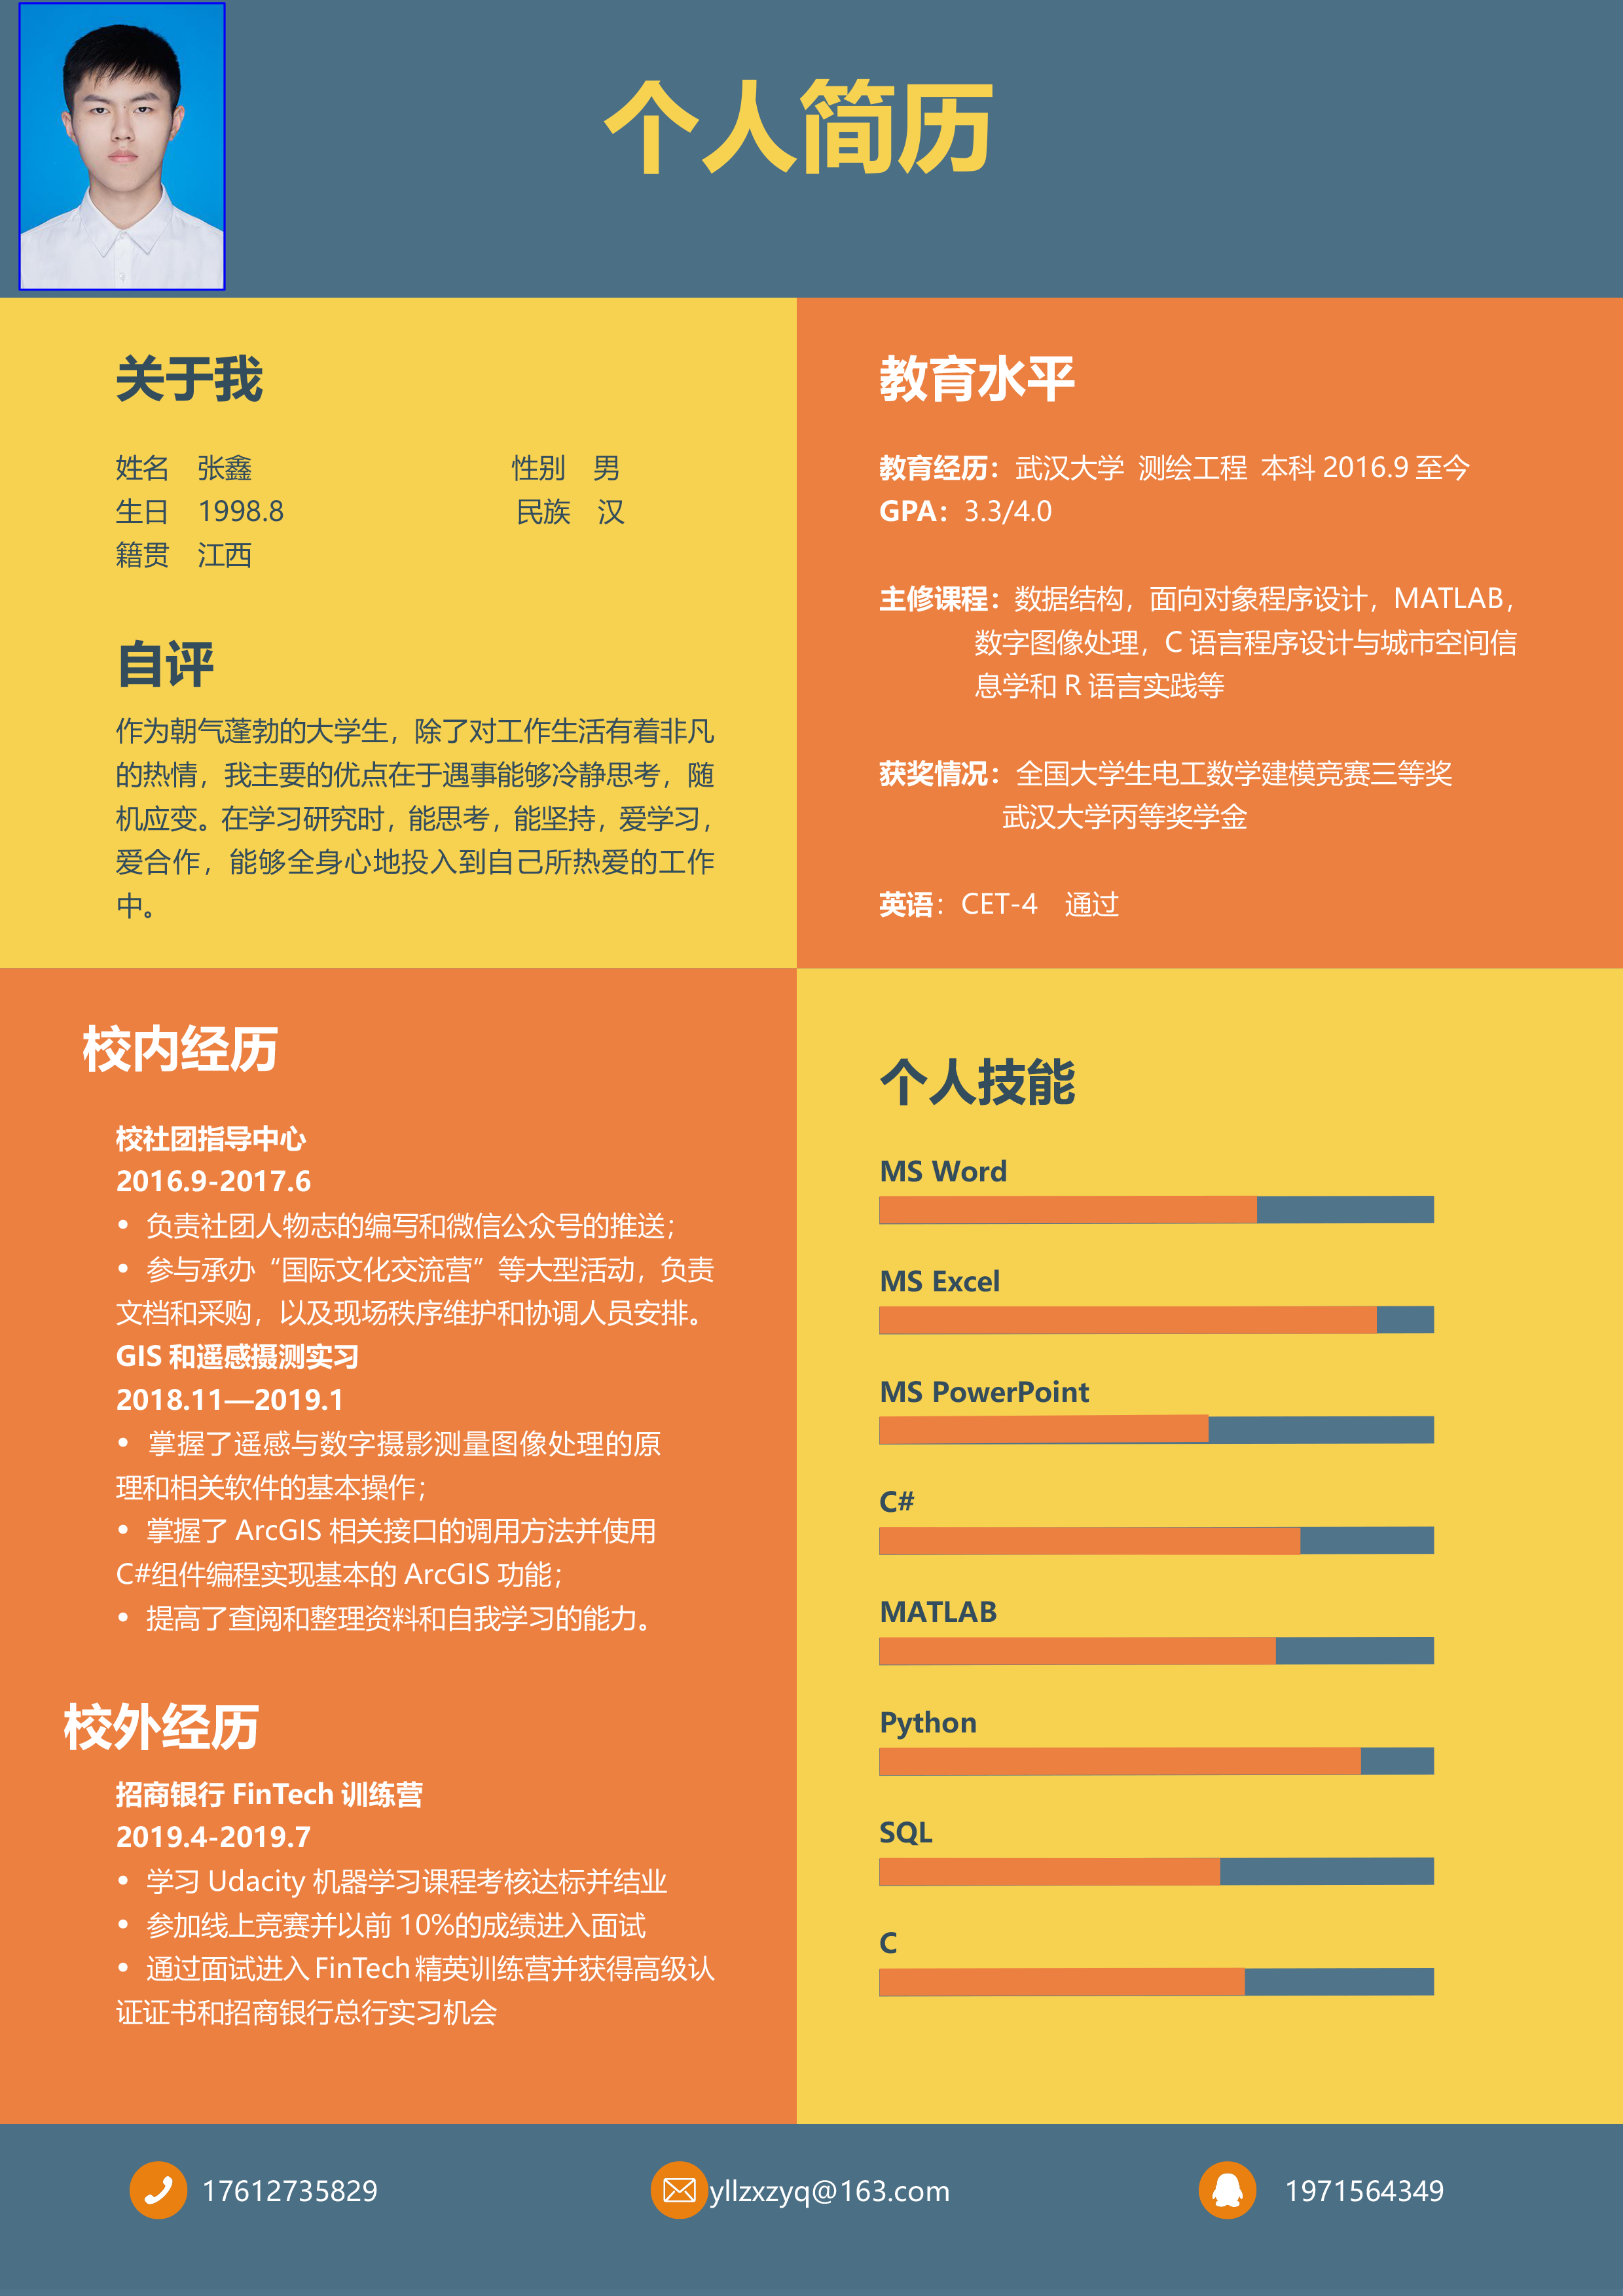 个人简历
关于我
姓名 张鑫 性别 男
生日 1998.8 民族 汉
籍贯 江西
自评
作为朝气蓬勃的大学生，除了对工作生活有着非凡
的热情，我主要的优点在于遇事能够冷静思考，随
机应变。在学习研究时，能思考，能坚持，爱学习，
爱合作，能够全身心地投入到自己所热爱的工作
中。
教育水平
教育经历：武汉大学 测绘工程 本科 2016.9 至今
GPA：3.3/4.0
主修课程：数据结构，面向对象程序设计，MATLAB，
数字图像处理，C 语言程序设计与城市空间信
息学和 R 语言实践等
获奖情况：全国大学生电工数学建模竞赛三等奖
武汉大学丙等奖学金
英语：CET-4 通过
校内经历
校社团指导中心
2016.9-2017.6
• 负责社团人物志的编写和微信公众号的推送；
• 参与承办“国际文化交流营”等大型活动，负责
文档和采购，以及现场秩序维护和协调人员安排。
GIS 和遥感摄测实习
2018.11—2019.1
• 掌握了遥感与数字摄影测量图像处理的原
理和相关软件的基本操作；
• 掌握了 ArcGIS 相关接口的调用方法并使用
C#组件编程实现基本的 ArcGIS 功能；
• 提高了查阅和整理资料和自我学习的能力。
校外经历
招商银行 FinTech 训练营
2019.4-2019.7
• 学习 Udacity 机器学习课程考核达标并结业
• 参加线上竞赛并以前 10%的成绩进入面试
• 通过面试进入 FinTech 精英训练营并获得高级认
证证书和招商银行总行实习机会
个人技能
MS Word
MS Excel
MS PowerPoint
C#
MATLAB
Python
SQL
C
17612735829
yllzxzyq@163.com
1971564349